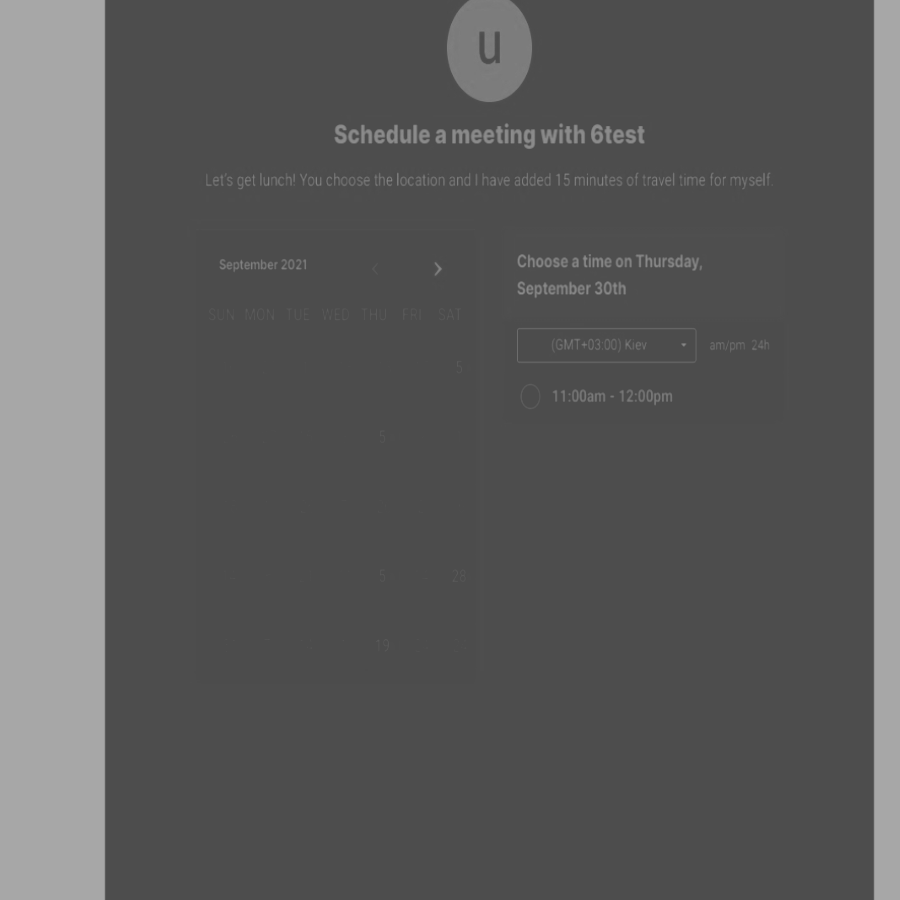 u
Schedule a meeting with 6test
Let's get lunch! You choose the location and I have added 15 minutes of travel time for myself.
September 2021
SUN MON TUE WED THU FRI SAT
5
5
5 28
19
Choose a time on Thursday,
September 30th
(GMT+03:00) Kiev
am/pm 24h
11:00am - 12:00pm